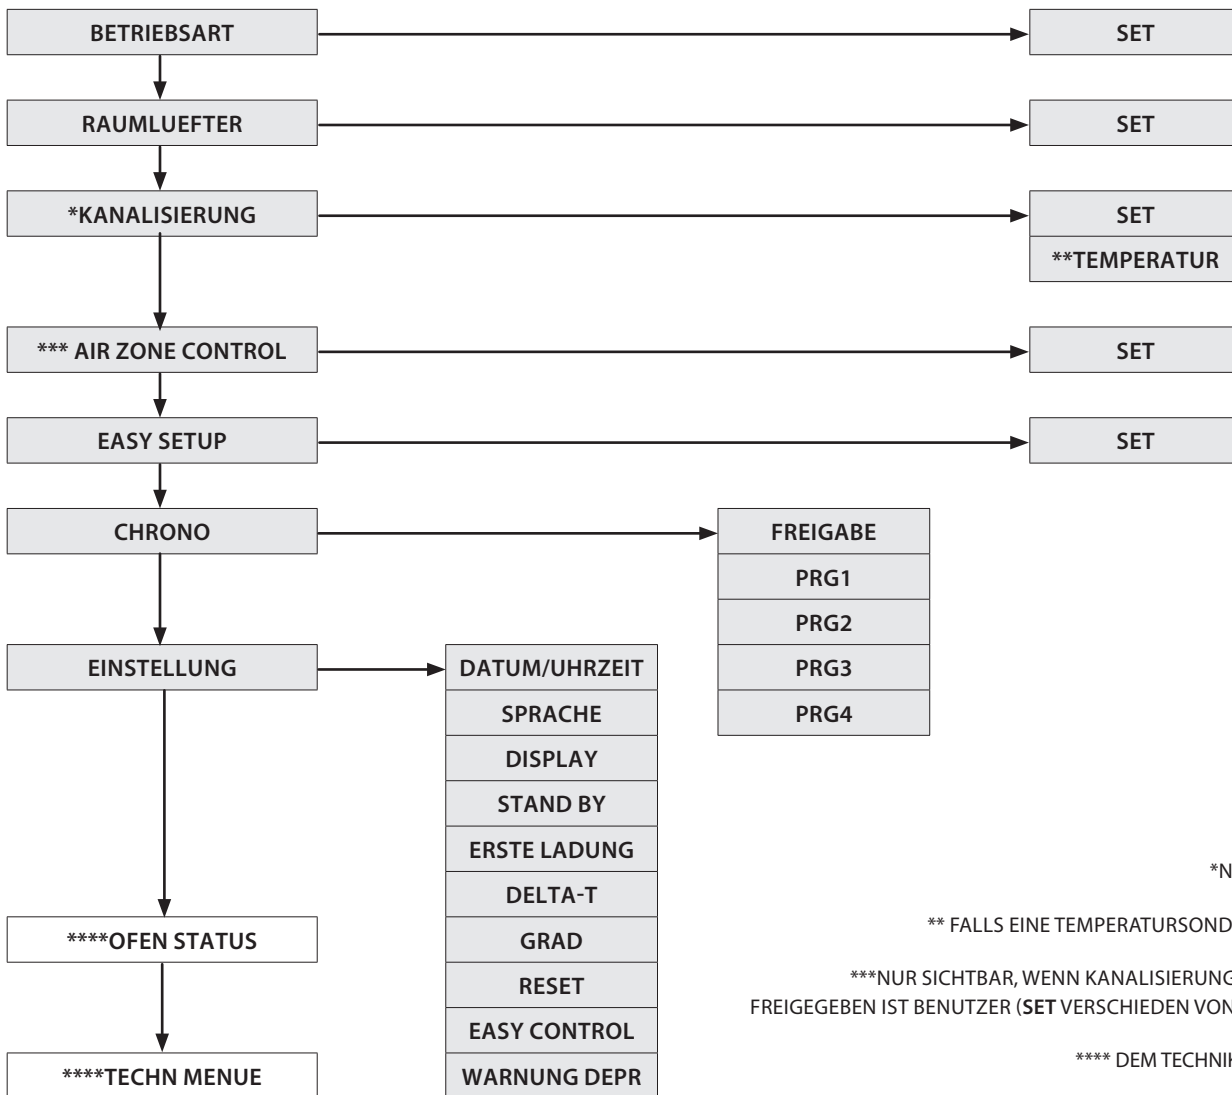 BETRIEBSART
SET
RAUMLUEFTER
SET
*KANALISIERUNG
SET
**TEMPERATUR
*** AIR ZONE CONTROL
SET
EASY SETUP
SET
CHRONO
FREIGABE
PRG1
PRG2
PRG3
PRG4
EINSTELLUNG
DATUM/UHRZEIT
SPRACHE
DISPLAY
STAND BY
ERSTE LADUNG
DELTA-T
GRAD
RESET
EASY CONTROL
WARNUNG DEPR
****OFEN STATUS
****TECHN MENUE
*N
** FALLS EINE TEMPERATURSOND
***NUR SICHTBAR, WENN KANALISIERUNG
FREIGEGEBEN IST BENUTZER (SET VERSCHIEDEN VON
**** DEM TECHNIK